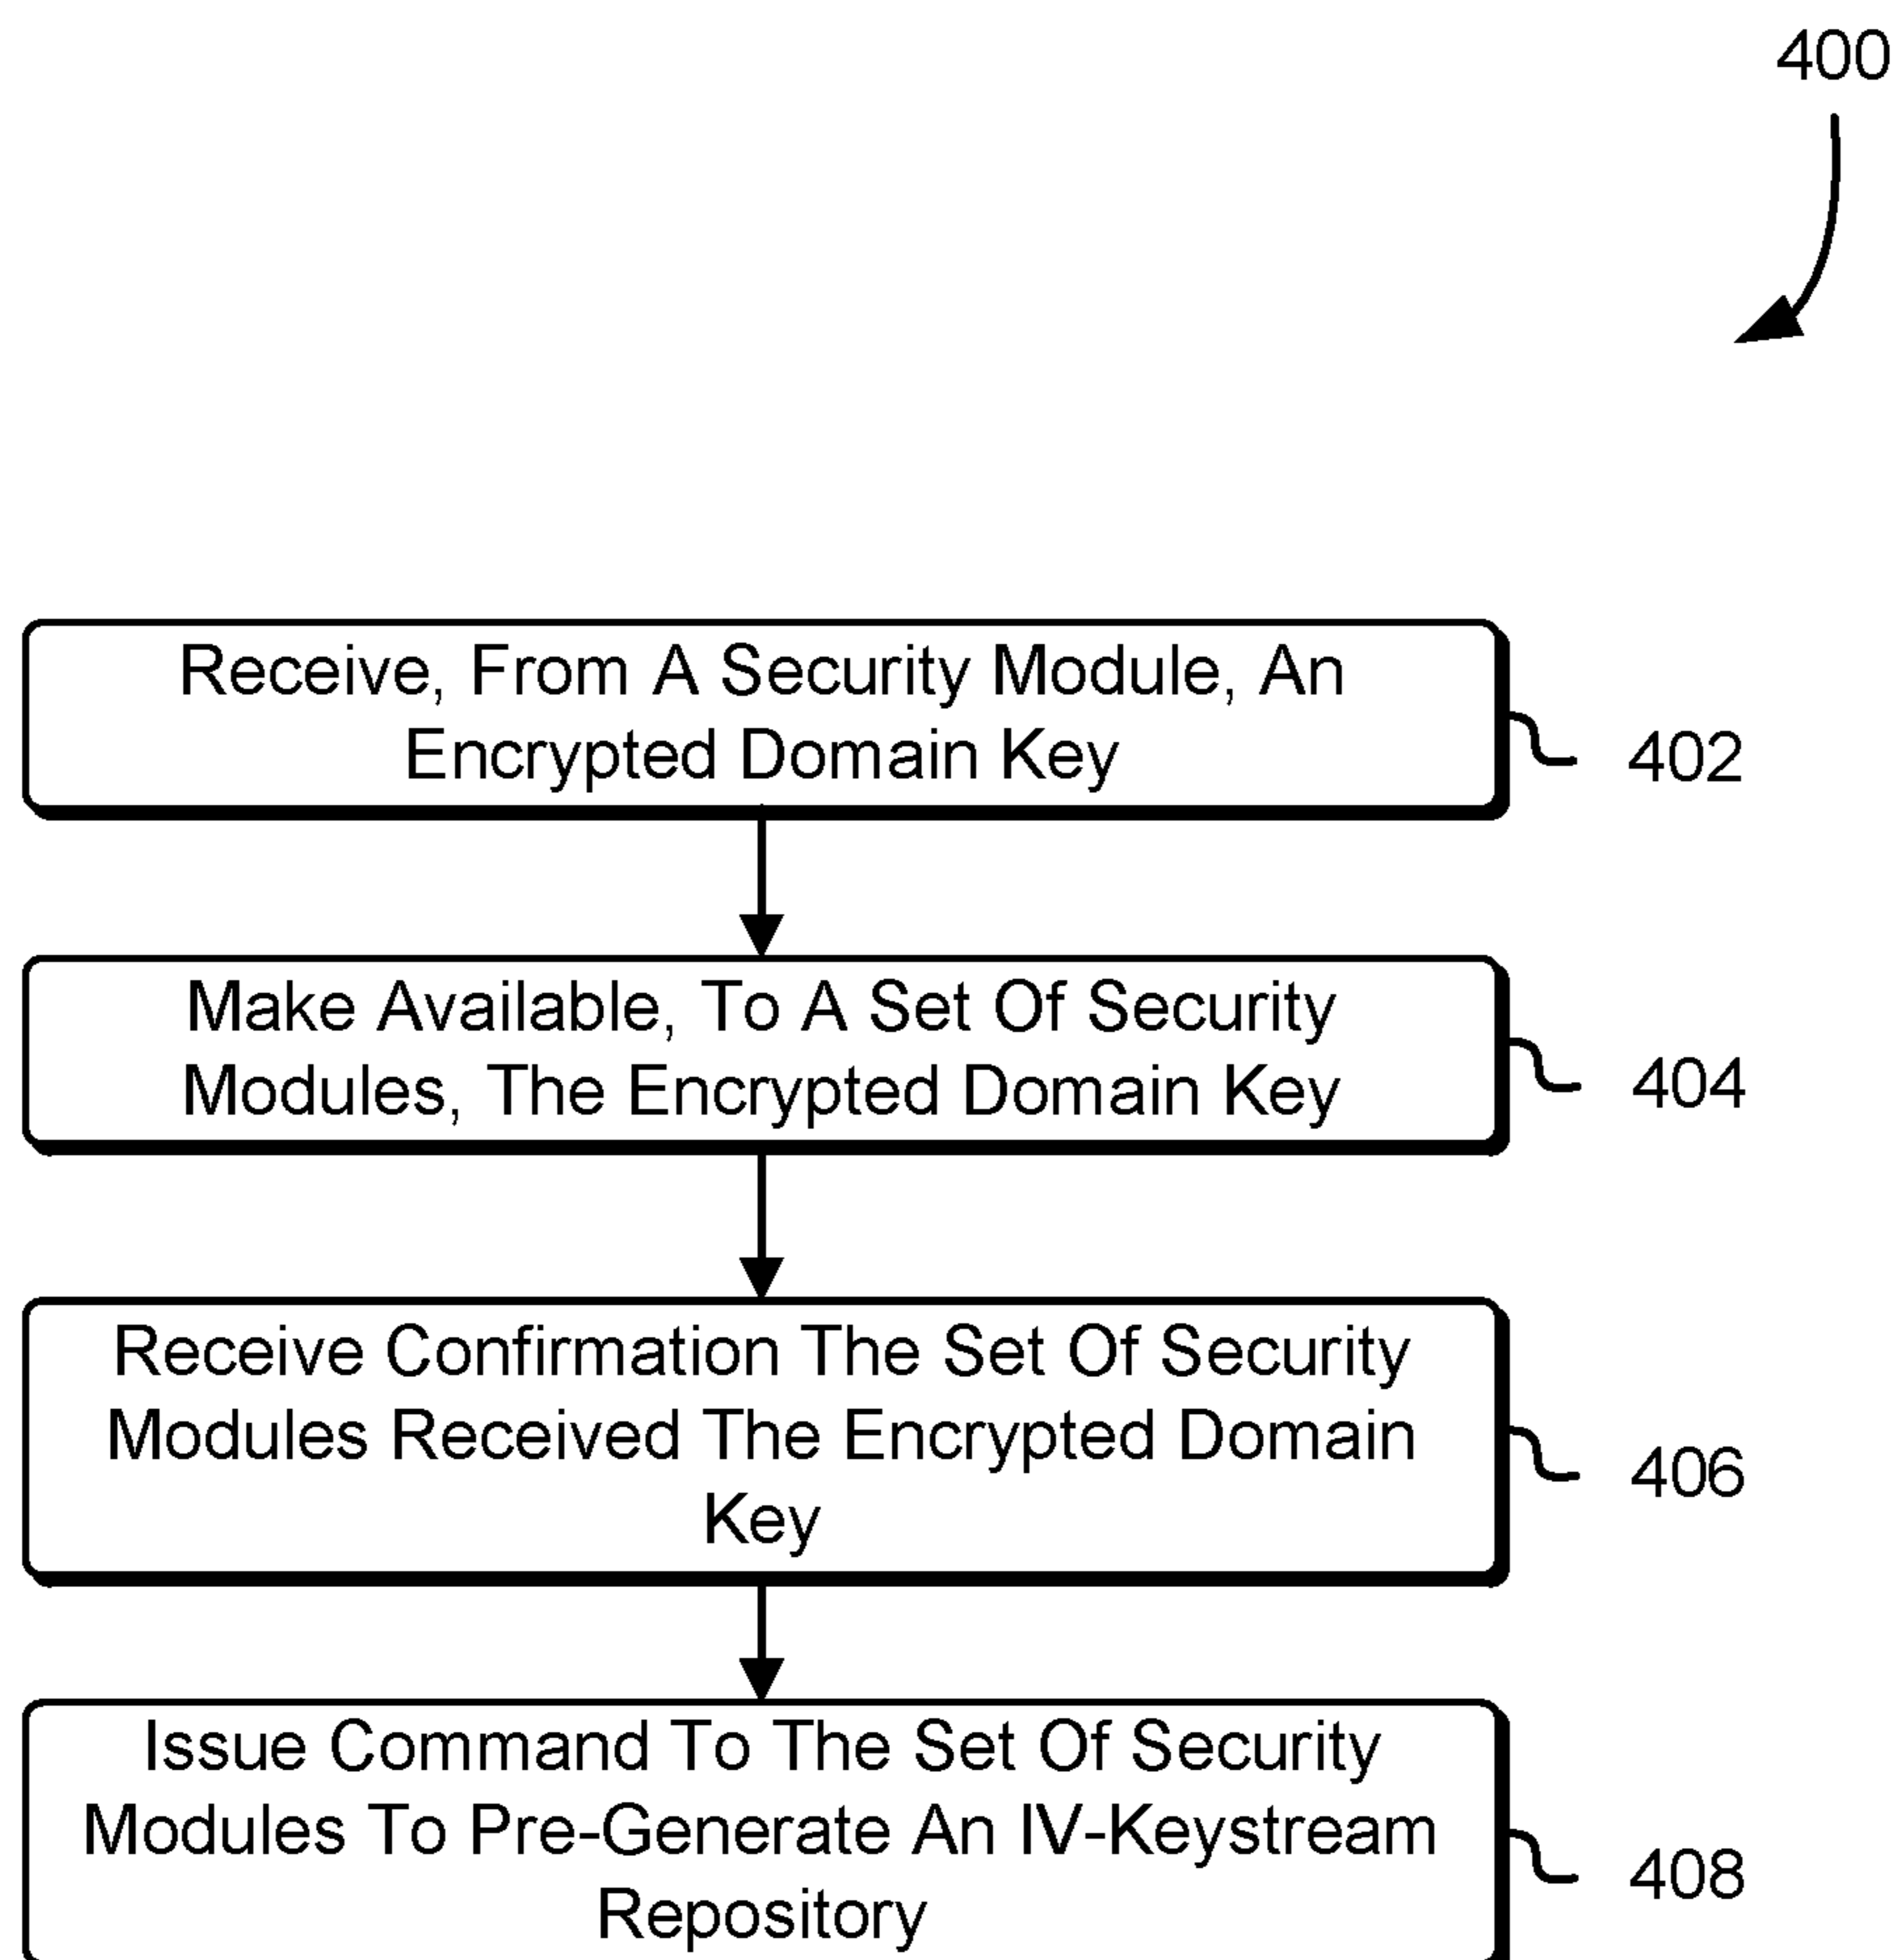 400
Receive, From A Security Module, An
Encrypted Domain Key
402
Make Available, To A Set Of Security
Modules, The Encrypted Domain Key
404
Receive Confirmation The Set Of Security
Modules Received The Encrypted Domain
Key
406
Issue Command To The Set Of Security
Modules To Pre-Generate An IV-Keystream
Repository
408